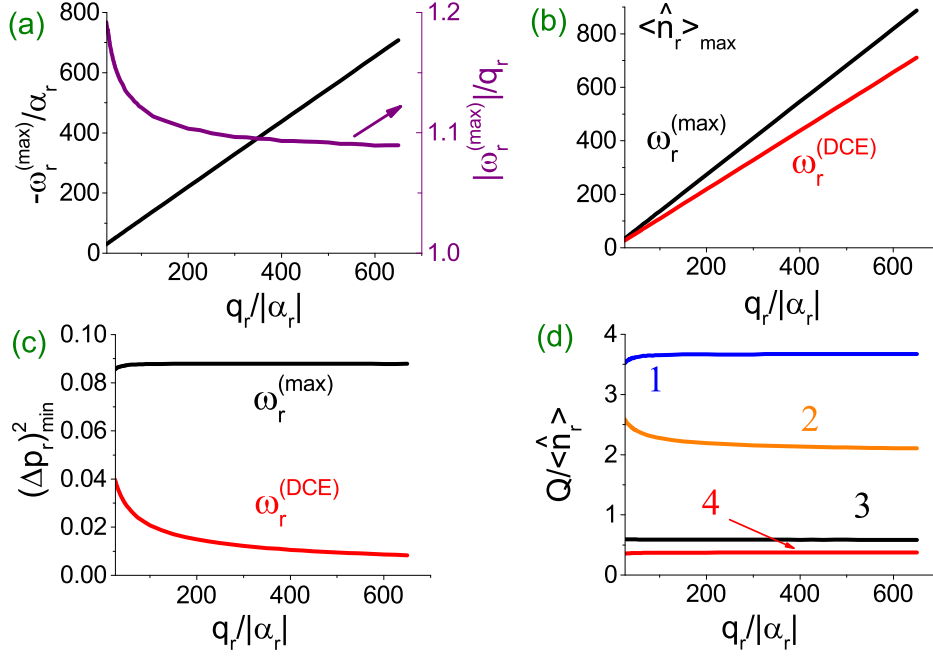 (a)
800
600
400
200
0
-ω_r^(max)/α_r
1.2
1.1
1.0
|ω_r^(max)|/q_r
200 400 600
q_r/|α_r|
(b)
<n̂_r>_max
800
600
400
200
0
ω_r^(max)
ω_r^(DCE)
200 400 600
q_r/|α_r|
(c)
0.10
0.08
0.06
0.04
0.02
0.00
(Δp_r)^2_min
ω_r^(max)
ω_r^(DCE)
200 400 600
q_r/|α_r|
(d)
4
3
2
1
0
Q/<n̂_r>
1
2
3
4
200 400 600
q_r/|α_r|